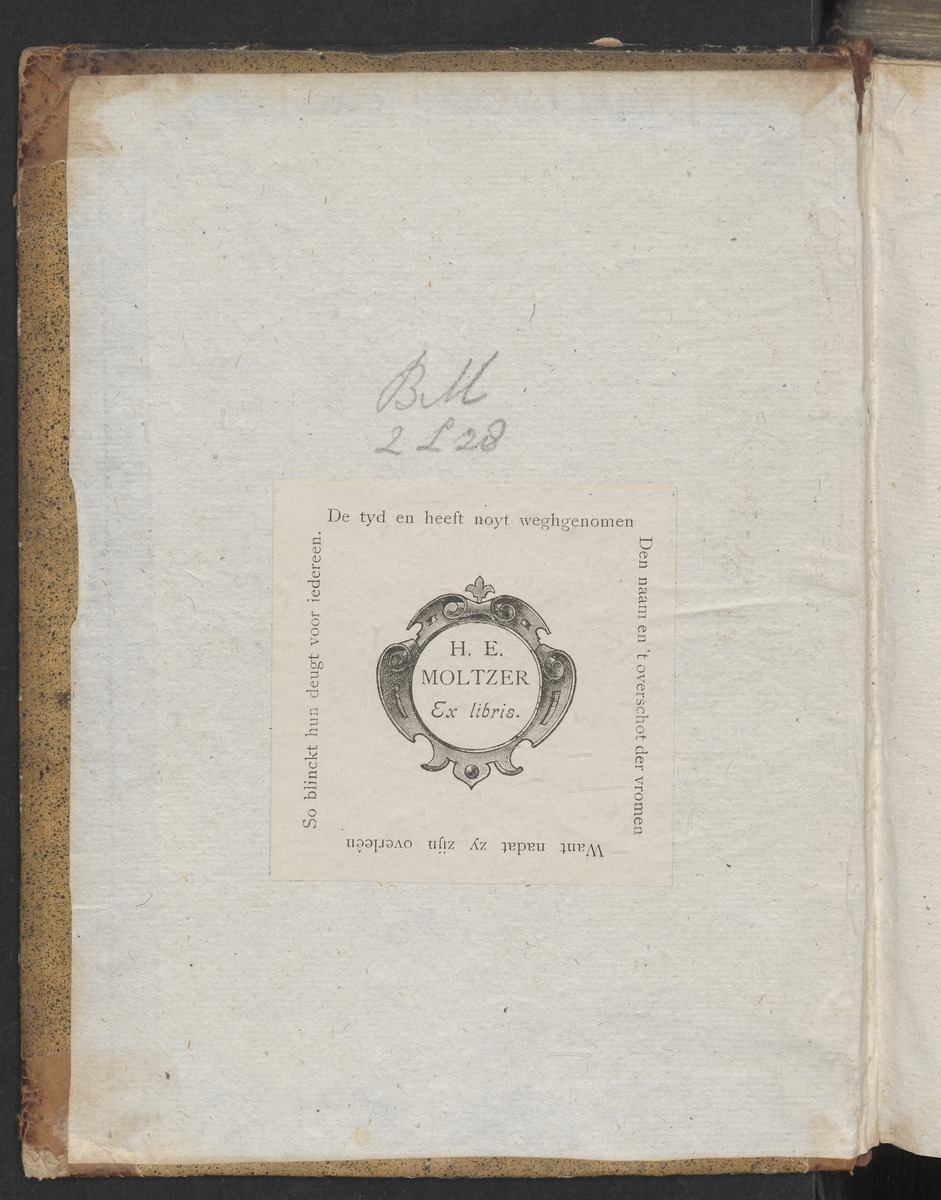 BM
2 L 28
De tyd en heeft noyt weghgenomen
Den naam en 't overschot der vromen
Want nadat zy zijn overleên
So blinckt hun deugt voor iedereen.
H. E.
MOLTZER
Ex libris.